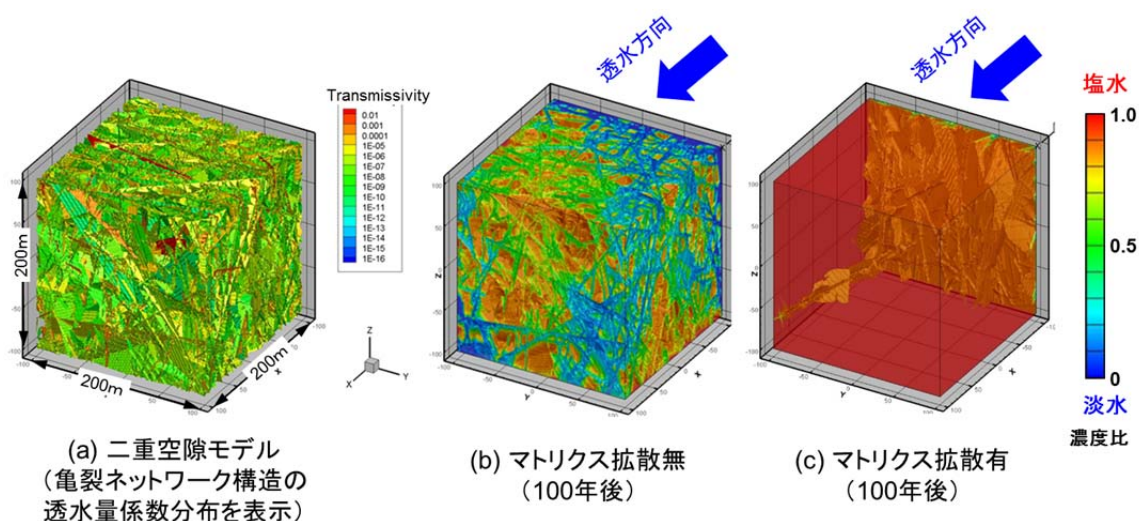 透水方向
透水方向
Transmissivity
0.01
0.001
0.0001
1E-05
1E-06
1E-07
1E-08
1E-09
1E-10
1E-11
1E-12
1E-13
1E-14
1E-15
1E-16
塩水
1.0
0.5
0
淡水
濃度比
200m
200m
200m
Z
X
Y
(a) 二重空隙モデル
(亀裂ネットワーク構造の
透水量係数分布を表示)
(b) マトリクス拡散無
(100年後)
(c) マトリクス拡散有
(100年後)